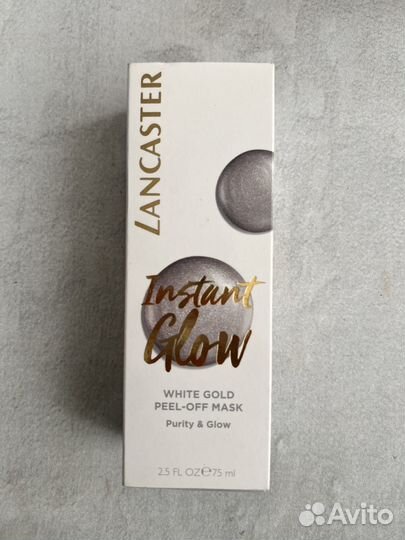 LANCASTER
Instant
Glow
WHITE GOLD
PEEL-OFF MASK
Purity & Glow
2.5 FL OZ℮75 ml
Avito